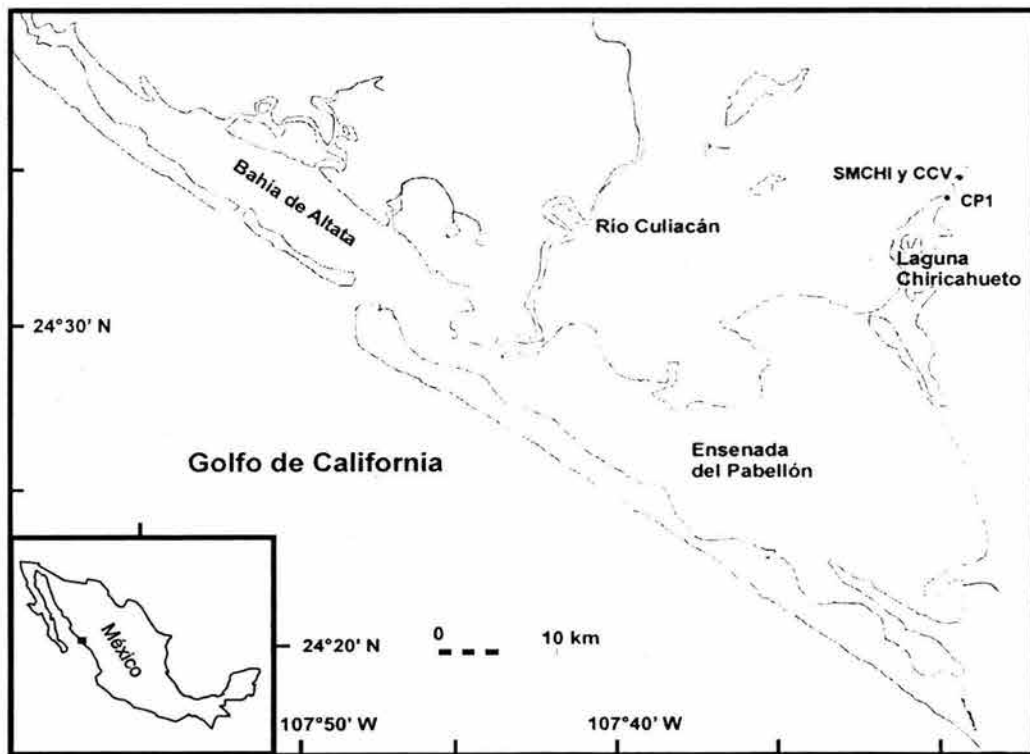 Bahía de Altata
SMCHI y CCV
CP1
Río Culiacán
Laguna
Chiricahueto
24°30' N
Ensenada
del Pabellón
Golfo de California
México
0
10 km
24°20' N
107°50' W
107°40' W